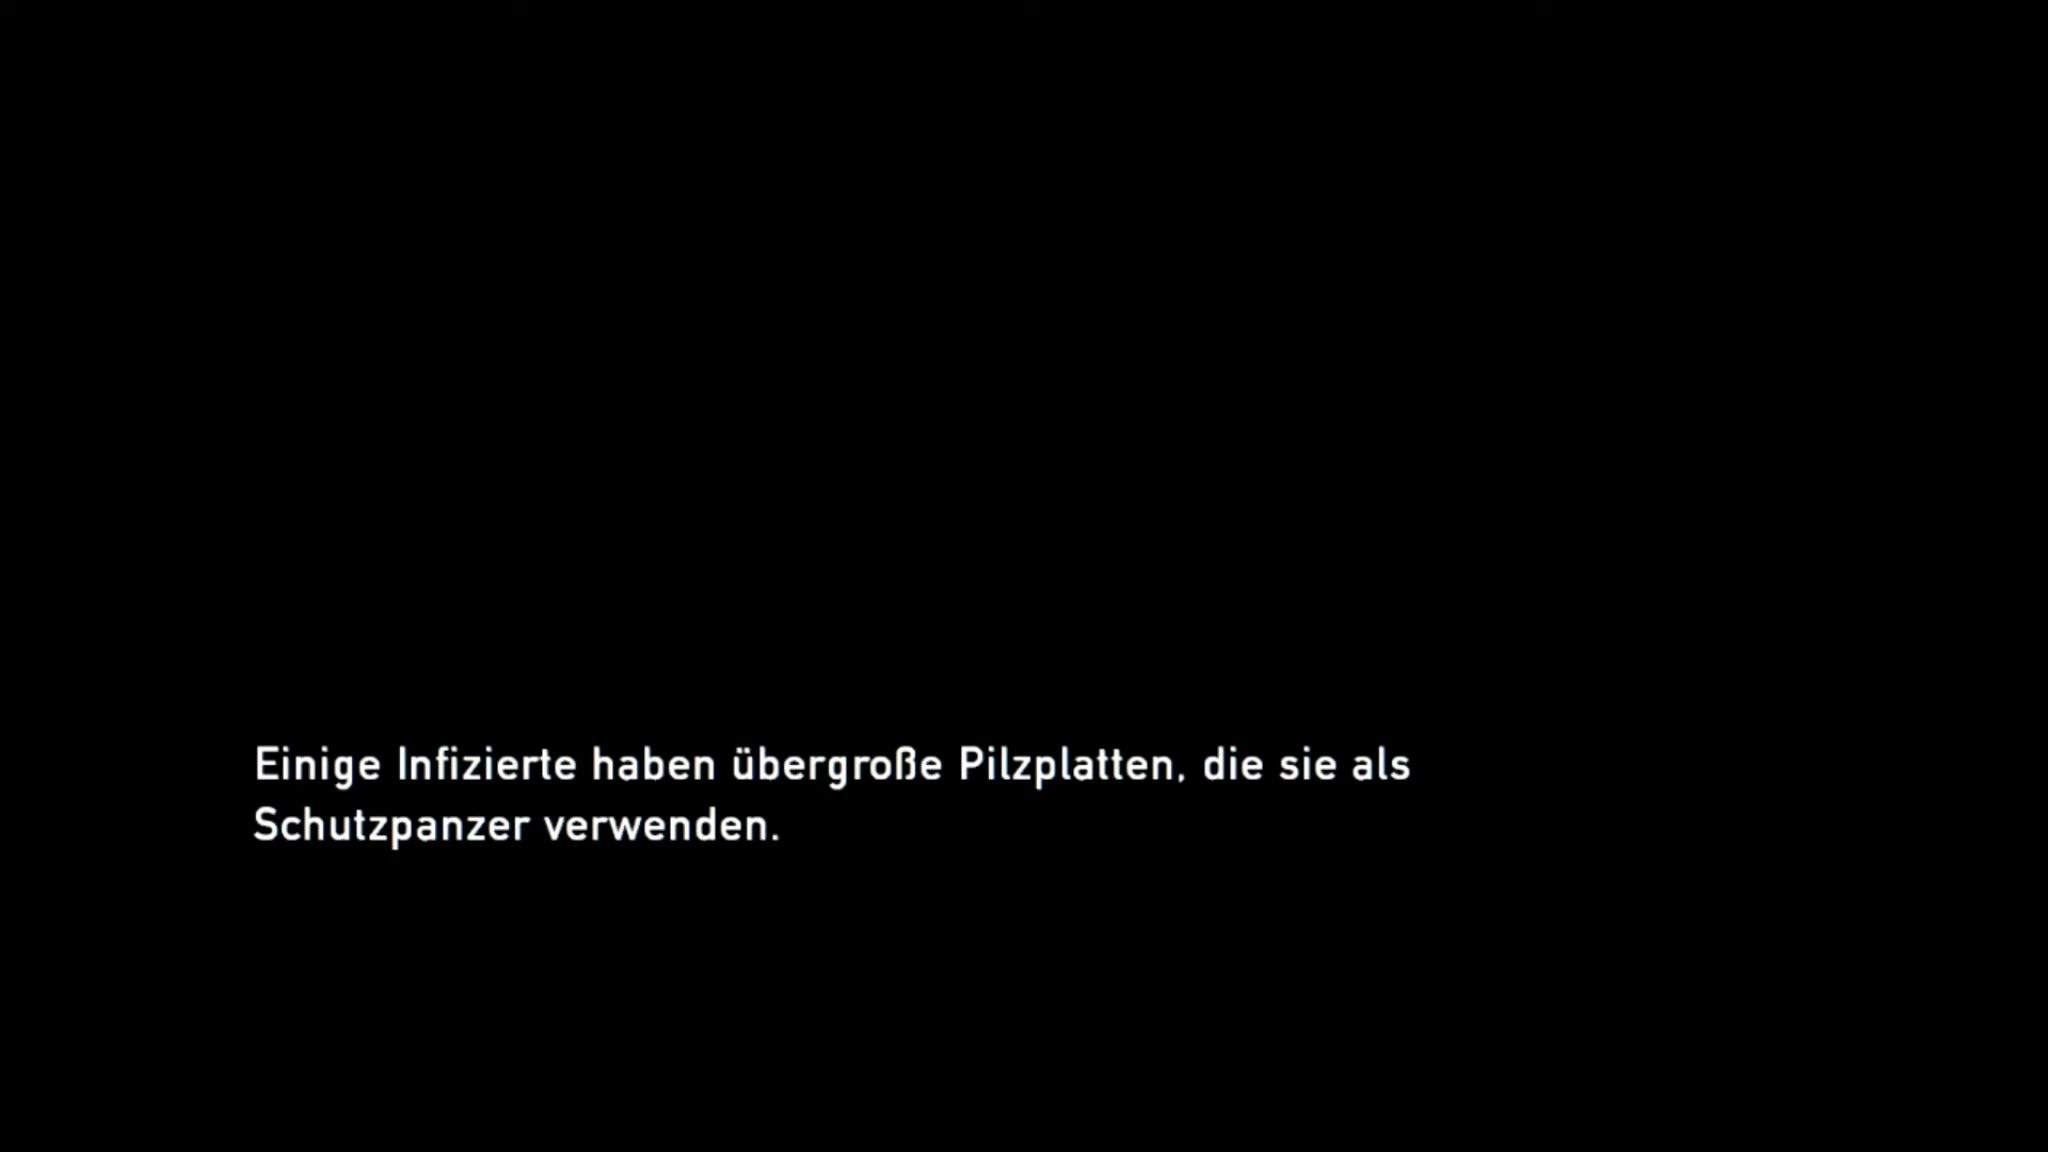 Einige Infizierte haben übergroße Pilzplatten, die sie als
Schutzpanzer verwenden.